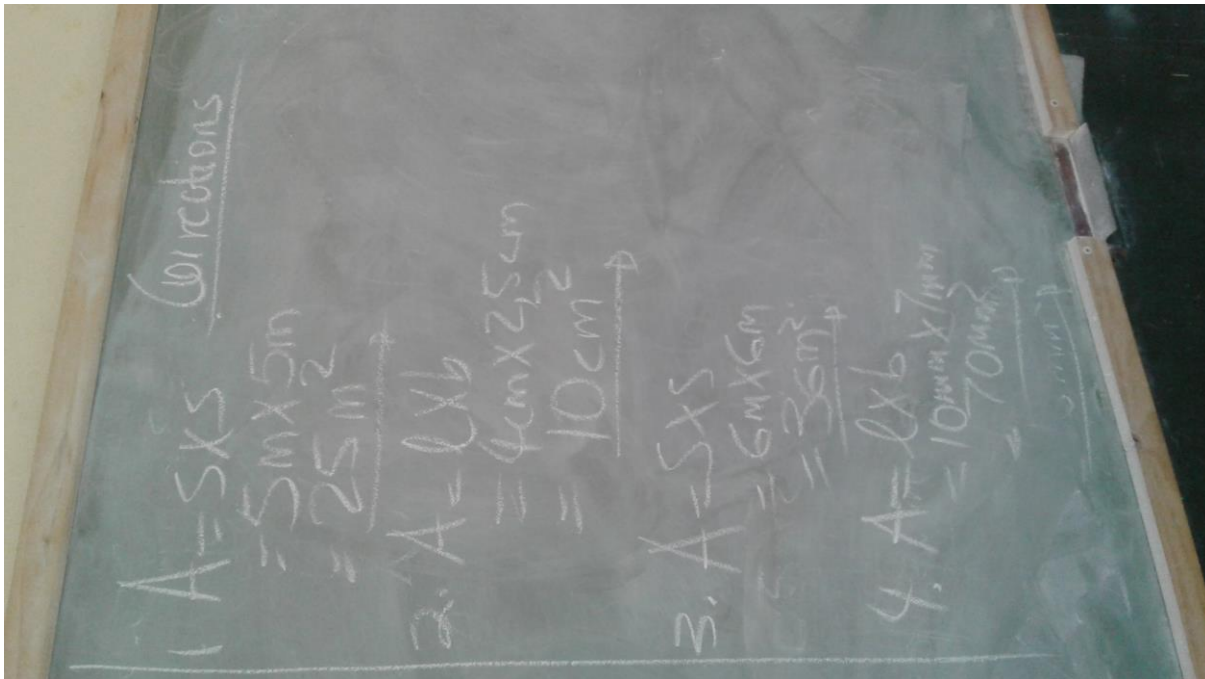 Corrections
1. A = S x S
= 5m x 5m
= 25m²
2. A = l x b
= 4cm x 2,5cm
= 10cm²
3. A = S x S
= 6m x 6m
= 36m²
4. A = l x b
= 10mm x 7mm
= 70mm²